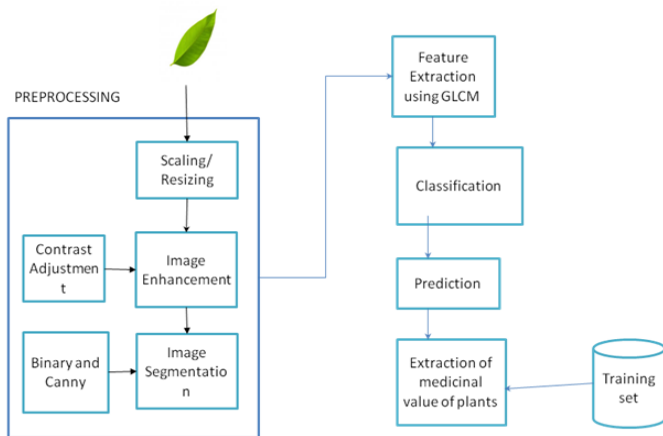 PREPROCESSING
Scaling/
Resizing
Contrast
Adjustmen
t
Image
Enhancement
Binary and
Canny
Image
Segmentatio
n
Feature
Extraction
using GLCM
Classification
Prediction
Extraction of
medicinal
value of plants
Training
set